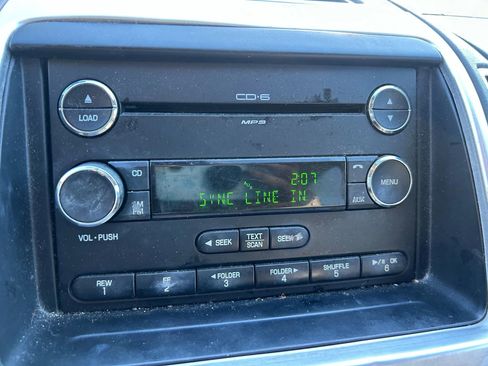 CD•6
LOAD
MP3
CD
2:07
MENU
AUX
SYNC LINE IN
AM
FM
AUX
VOL • PUSH
◄ SEEK
TEXT
SCAN
SEEK
REW
1
FF
2
◄ FOLDER
3
FOLDER ►
4
SHUFFLE
5
►/II OK
6